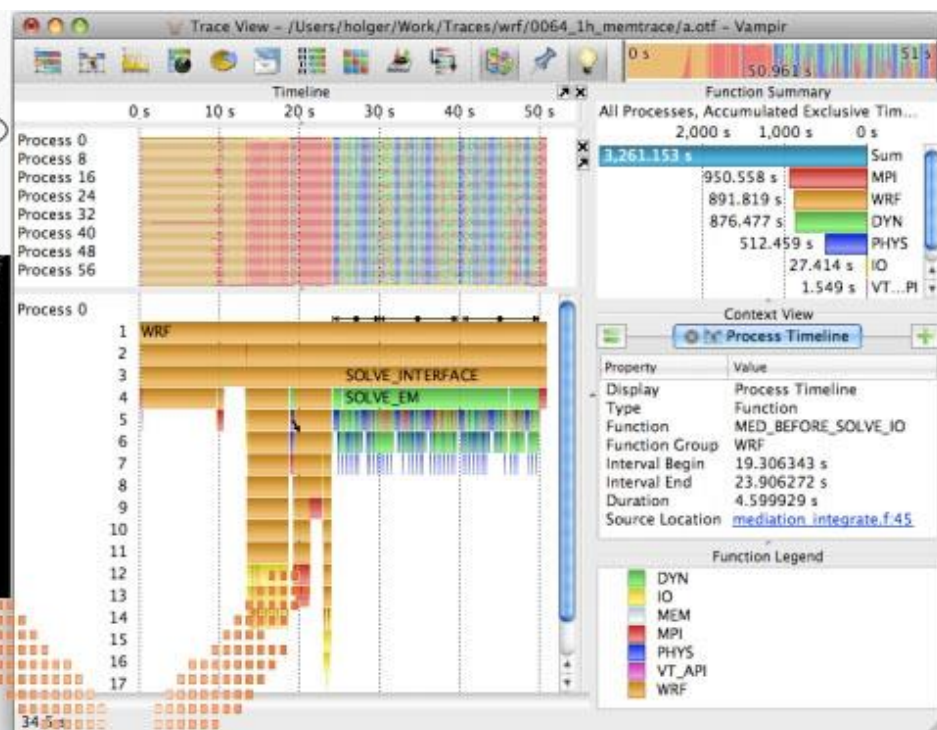 Trace View - /Users/holger/Work/Traces/wrf/0064_1h_memtrace/a.otf - Vampir
0 s
51 s
50.961 s
Timeline
0 s 10 s 20 s 30 s 40 s 50 s
Process 0
Process 8
Process 16
Process 24
Process 32
Process 40
Process 48
Process 56
Process 0
1 WRF
2
3 SOLVE_INTERFACE
4 SOLVE_EM
5
6
7
8
9
10
11
12
13
14
15
16
17
34.5 s
Function Summary
All Processes, Accumulated Exclusive Tim...
2,000 s 1,000 s 0 s
3,261.153 s Sum
950.558 s MPI
891.819 s WRF
876.477 s DYN
512.459 s PHYS
27.414 s IO
1.549 s VT...PI
Context View
Process Timeline
Property Value
Display Process Timeline
Type Function
Function MED_BEFORE_SOLVE_IO
Function Group WRF
Interval Begin 19.306343 s
Interval End 23.906272 s
Duration 4.599929 s
Source Location mediation_integrate.f:45
Function Legend
DYN
IO
MEM
MPI
PHYS
VT_API
WRF